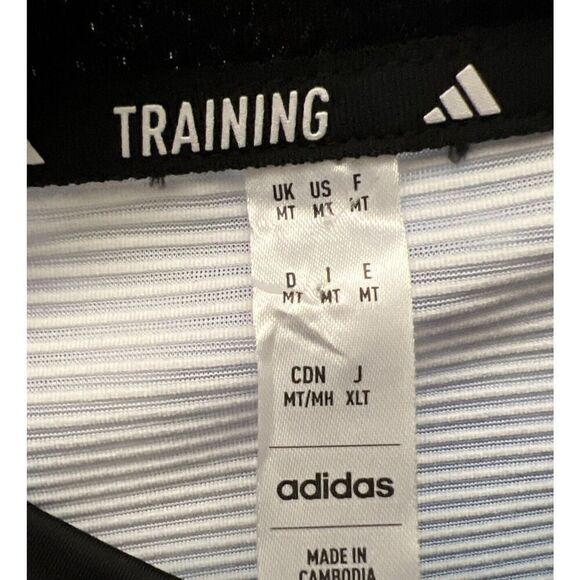 TRAINING
UK US F
MT MT MT
D I E
MT MT MT
CDN J
MT/MH XLT
adidas
MADE IN
CAMBODIA